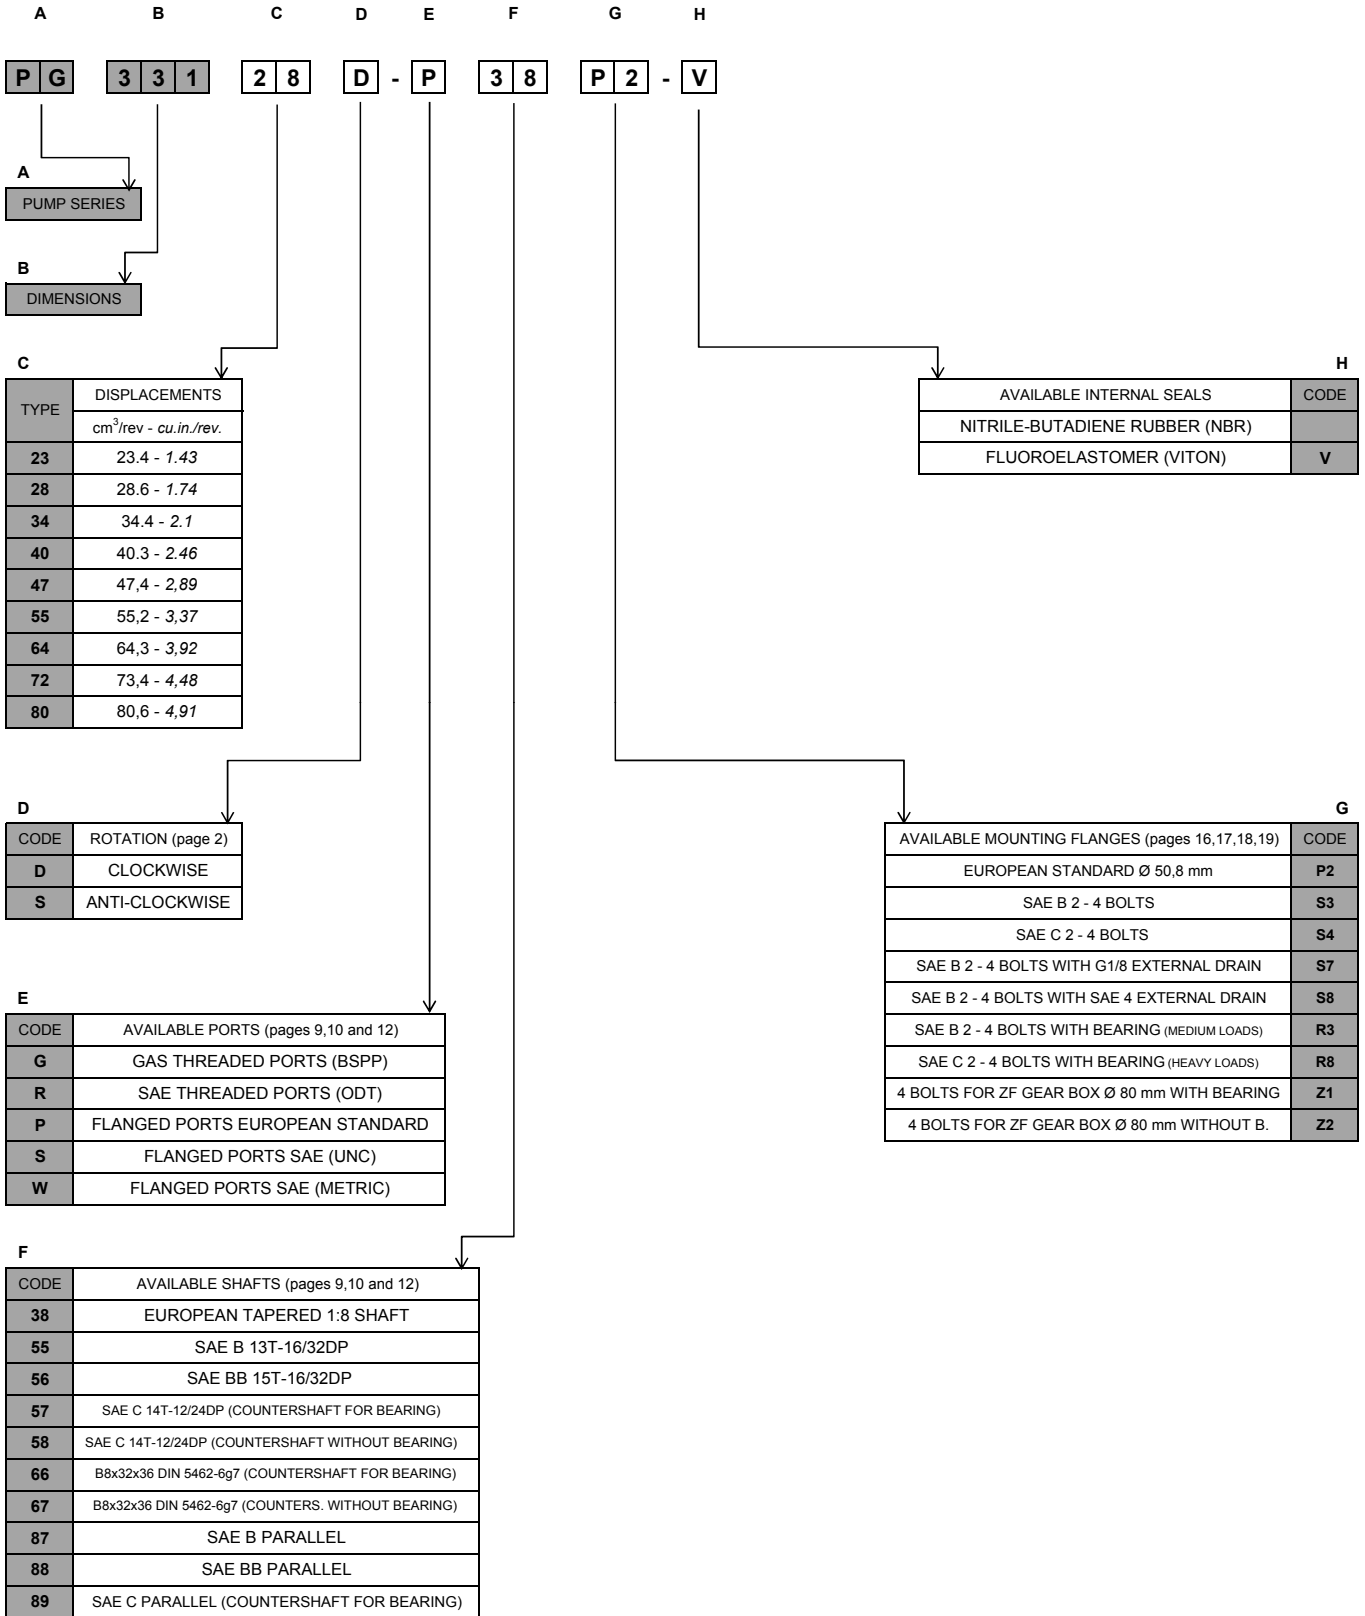 A B C D E F G H
P G 3 3 1 2 8 D - P 3 8 P 2 - V
A
PUMP SERIES
B
DIMENSIONS
C
TYPE DISPLACEMENTS
cm³/rev - cu.in./rev.
23 23.4 - 1.43
28 28.6 - 1.74
34 34.4 - 2.1
40 40.3 - 2.46
47 47,4 - 2,89
55 55,2 - 3,37
64 64,3 - 3,92
72 73,4 - 4,48
80 80,6 - 4,91
H
AVAILABLE INTERNAL SEALS CODE
NITRILE-BUTADIENE RUBBER (NBR)
FLUOROELASTOMER (VITON) V
D
CODE ROTATION (page 2)
D CLOCKWISE
S ANTI-CLOCKWISE
G
AVAILABLE MOUNTING FLANGES (pages 16,17,18,19) CODE
EUROPEAN STANDARD Ø 50,8 mm P2
SAE B 2 - 4 BOLTS S3
SAE C 2 - 4 BOLTS S4
SAE B 2 - 4 BOLTS WITH G1/8 EXTERNAL DRAIN S7
SAE B 2 - 4 BOLTS WITH SAE 4 EXTERNAL DRAIN S8
SAE B 2 - 4 BOLTS WITH BEARING (MEDIUM LOADS) R3
SAE C 2 - 4 BOLTS WITH BEARING (HEAVY LOADS) R8
4 BOLTS FOR ZF GEAR BOX Ø 80 mm WITH BEARING Z1
4 BOLTS FOR ZF GEAR BOX Ø 80 mm WITHOUT B. Z2
E
CODE AVAILABLE PORTS (pages 9,10 and 12)
G GAS THREADED PORTS (BSPP)
R SAE THREADED PORTS (ODT)
P FLANGED PORTS EUROPEAN STANDARD
S FLANGED PORTS SAE (UNC)
W FLANGED PORTS SAE (METRIC)
F
CODE AVAILABLE SHAFTS (pages 9,10 and 12)
38 EUROPEAN TAPERED 1:8 SHAFT
55 SAE B 13T-16/32DP
56 SAE BB 15T-16/32DP
57 SAE C 14T-12/24DP (COUNTERSHAFT FOR BEARING)
58 SAE C 14T-12/24DP (COUNTERSHAFT WITHOUT BEARING)
66 B8x32x36 DIN 5462-6g7 (COUNTERSHAFT FOR BEARING)
67 B8x32x36 DIN 5462-6g7 (COUNTERS. WITHOUT BEARING)
87 SAE B PARALLEL
88 SAE BB PARALLEL
89 SAE C PARALLEL (COUNTERSHAFT FOR BEARING)